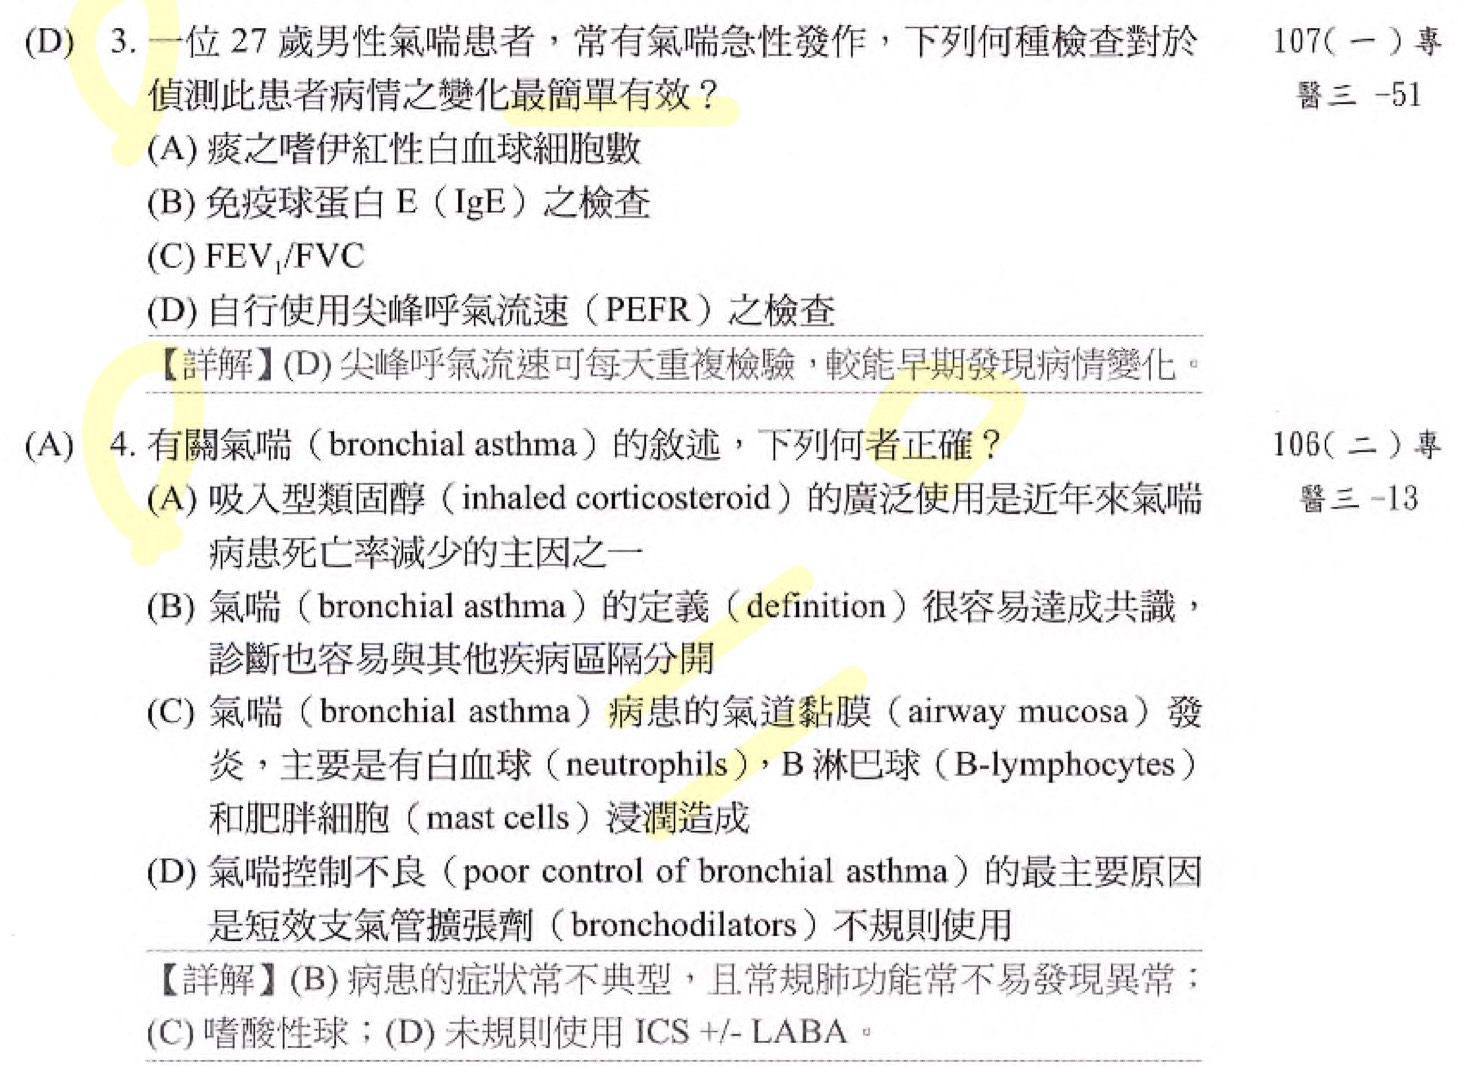 (D) 3. 一位 27 歲男性氣喘患者，常有氣喘急性發作，下列何種檢查對於 107(一)專
偵測此患者病情之變化最簡單有效？ 醫三 -51
(A) 痰之嗜伊紅性白血球細胞數
(B) 免疫球蛋白 E（IgE）之檢查
(C) FEV₁/FVC
(D) 自行使用尖峰呼氣流速（PEFR）之檢查
【詳解】(D) 尖峰呼氣流速可每天重複檢驗，較能早期發現病情變化。
(A) 4. 有關氣喘（bronchial asthma）的敘述，下列何者正確？ 106(二)專
(A) 吸入型類固醇（inhaled corticosteroid）的廣泛使用是近年來氣喘 醫三 -13
病患死亡率減少的主因之一
(B) 氣喘（bronchial asthma）的定義（definition）很容易達成共識，
診斷也容易與其他疾病區隔分開
(C) 氣喘（bronchial asthma）病患的氣道黏膜（airway mucosa）發
炎，主要是有白血球（neutrophils），B 淋巴球（B-lymphocytes）
和肥胖細胞（mast cells）浸潤造成
(D) 氣喘控制不良（poor control of bronchial asthma）的最主要原因
是短效支氣管擴張劑（bronchodilators）不規則使用
【詳解】(B) 病患的症狀常不典型，且常規肺功能常不易發現異常；
(C) 嗜酸性球；(D) 未規則使用 ICS +/- LABA。